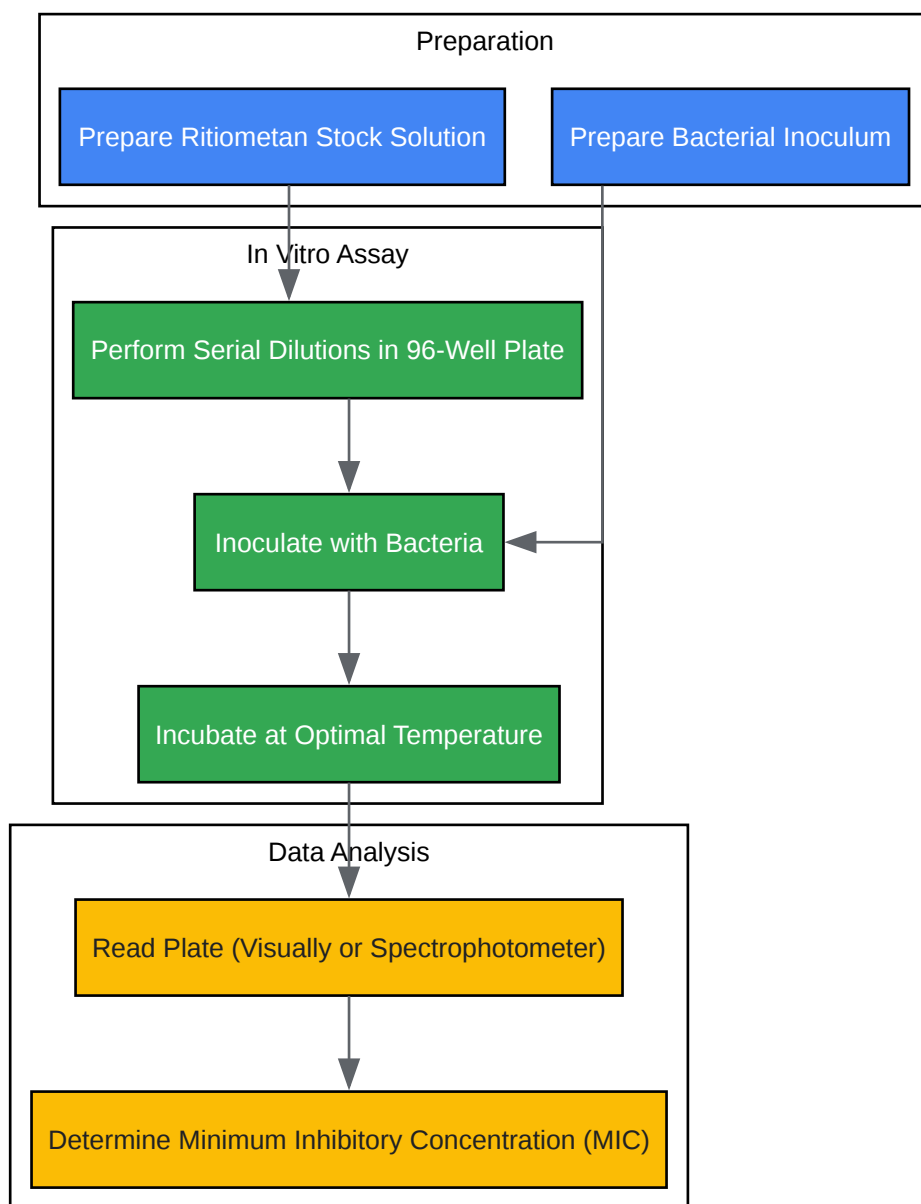 Preparation
Prepare Ritiometan Stock Solution
Prepare Bacterial Inoculum
In Vitro Assay
Perform Serial Dilutions in 96-Well Plate
Inoculate with Bacteria
Incubate at Optimal Temperature
Data Analysis
Read Plate (Visually or Spectrophotometer)
Determine Minimum Inhibitory Concentration (MIC)